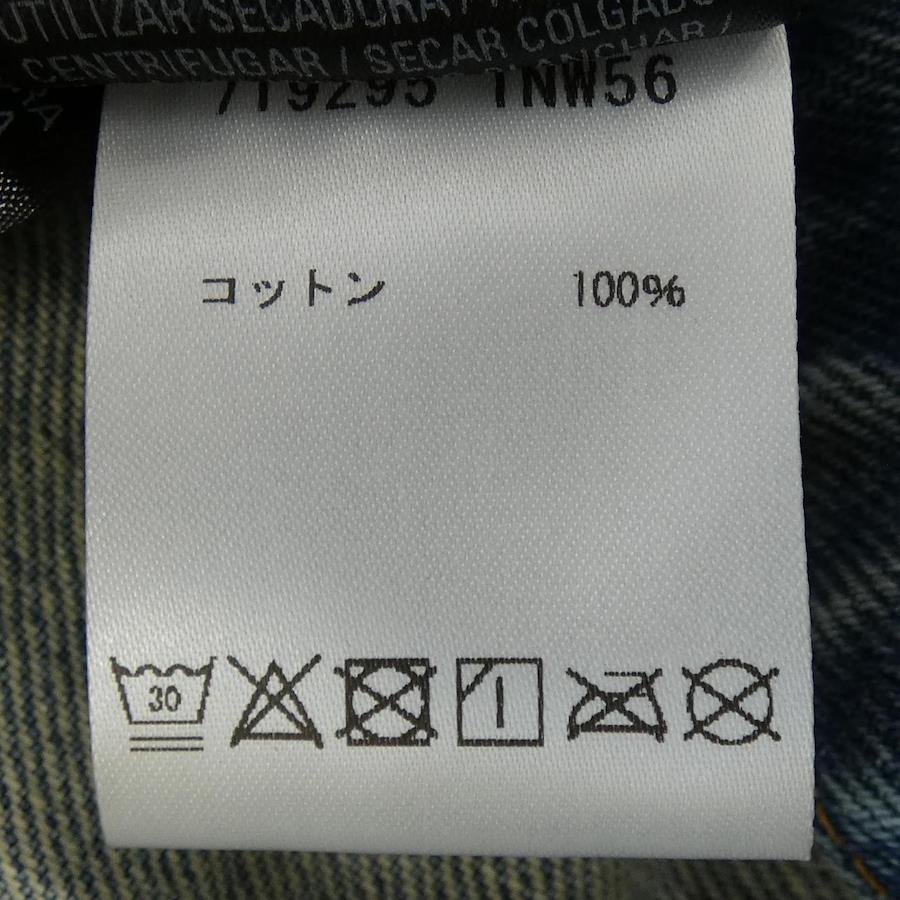 UTILIZAR SECADORA /
CENTRIFUGAR / SECAR COLGADO
719295 1NW56
コットン 100%
30